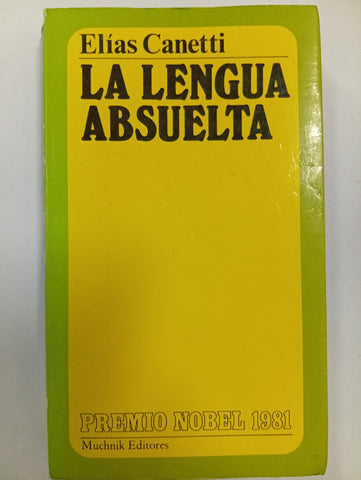 Elías Canetti
LA LENGUA
ABSUELTA
PREMIO NOBEL 1981
Muchnik Editores